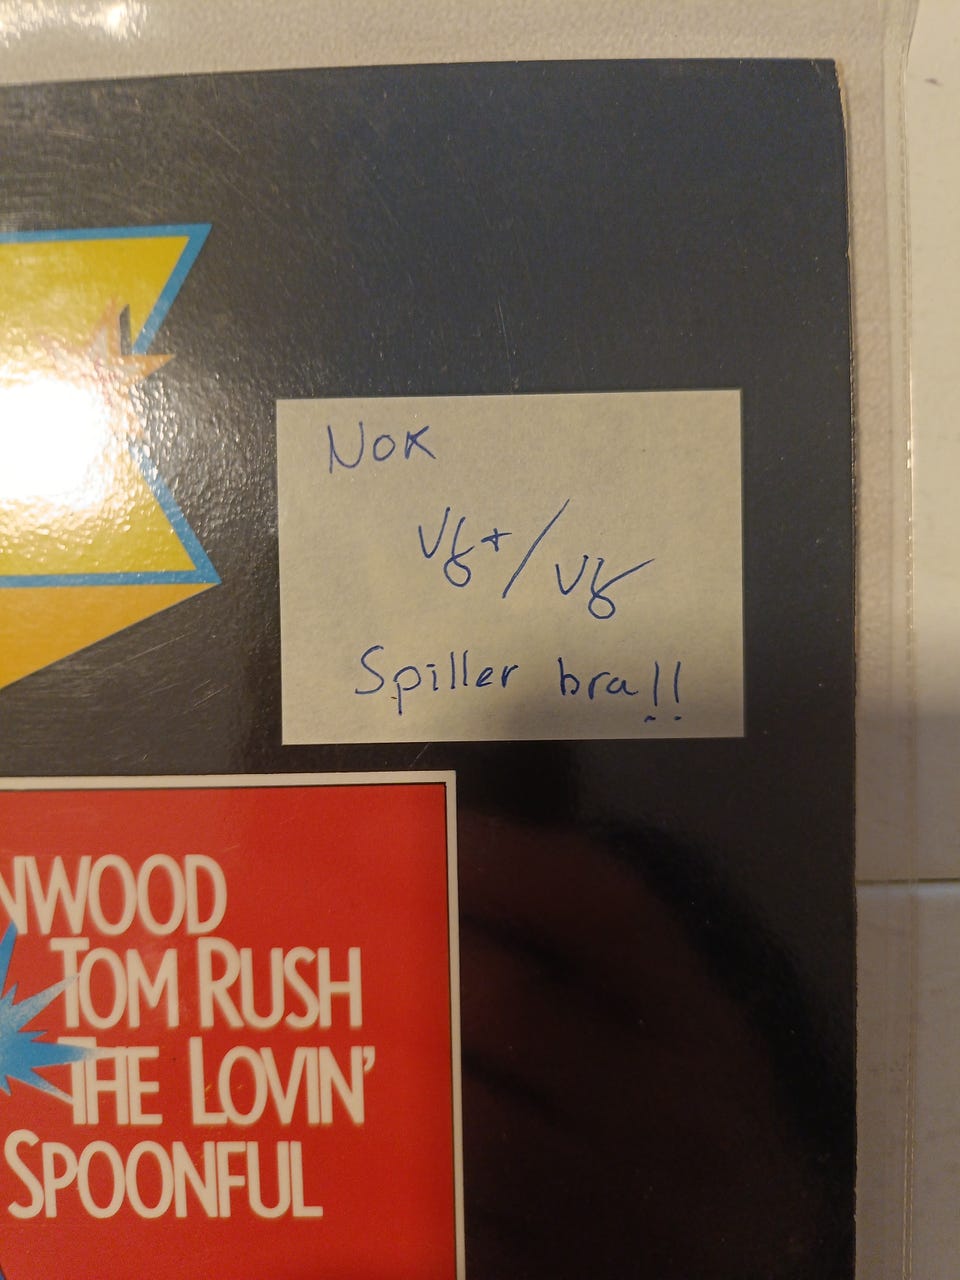 NOK
Vg+/Vg
Spiller bra!!
NWOOD
TOM RUSH
THE LOVIN'
SPOONFUL